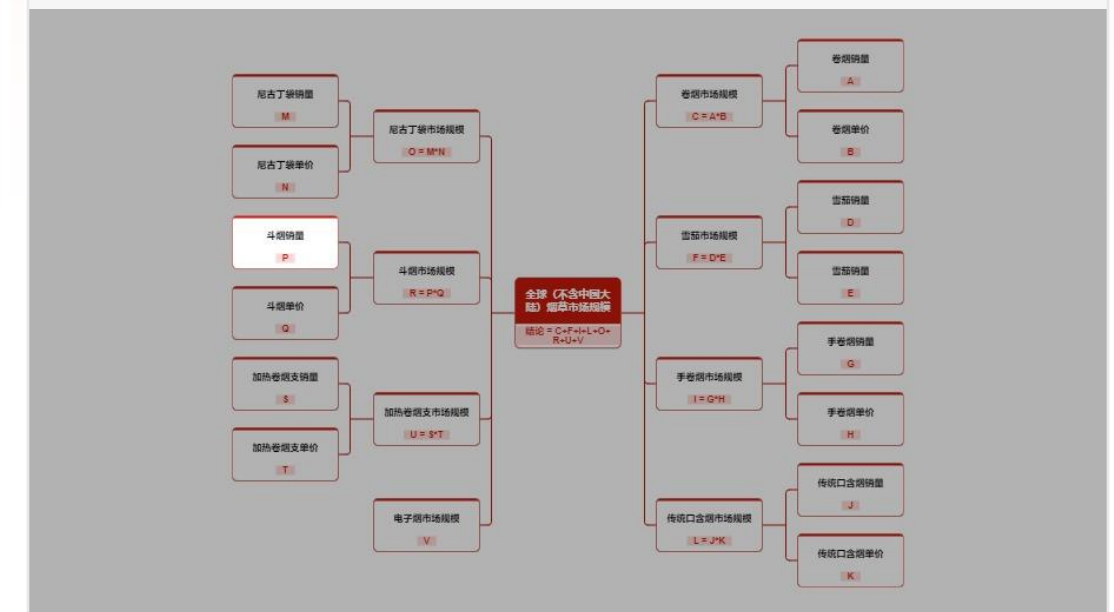 尼古丁袋销量
M
尼古丁袋单价
N
尼古丁袋市场规模
O = M*N
斗烟销量
P
斗烟单价
Q
斗烟市场规模
R = P*Q
加热卷烟支销量
S
加热卷烟支单价
T
加热卷烟支市场规模
U = S*T
电子烟市场规模
V
全球（不含中国大
陆）烟草市场规模
结论 = C+F+I+L+O+
R+U+V
卷烟市场规模
C = A*B
卷烟销量
A
卷烟单价
B
雪茄市场规模
F = D*E
雪茄销量
D
雪茄销量
E
手卷烟市场规模
I = G*H
手卷烟销量
G
手卷烟单价
H
传统口含烟市场规模
L = J*K
传统口含烟销量
J
传统口含烟单价
K